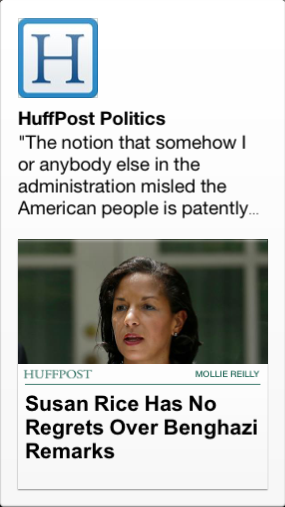 H
HuffPost Politics
"The notion that somehow I
or anybody else in the
administration misled the
American people is patently...
HUFFPOST MOLLIE REILLY
Susan Rice Has No
Regrets Over Benghazi
Remarks